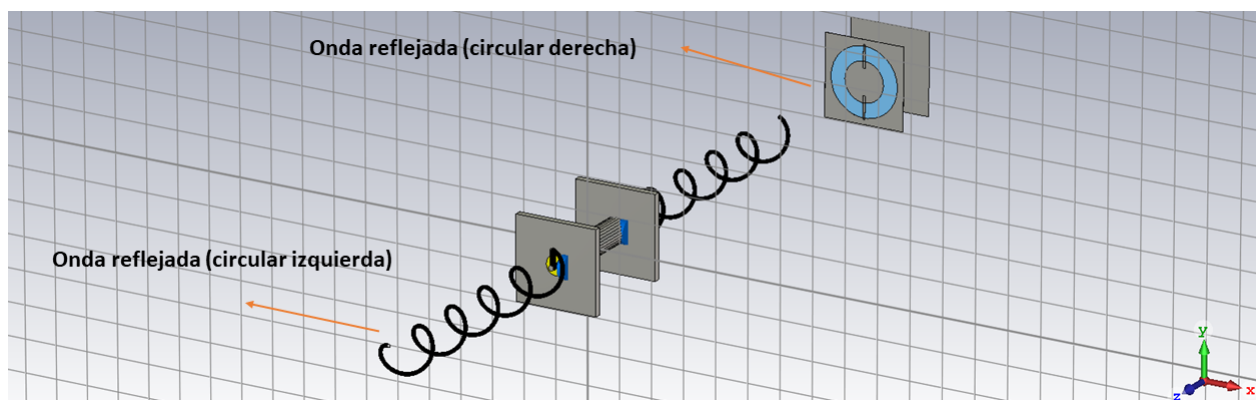 Onda reflejada (circular derecha)
Onda reflejada (circular izquierda)
y
z
x